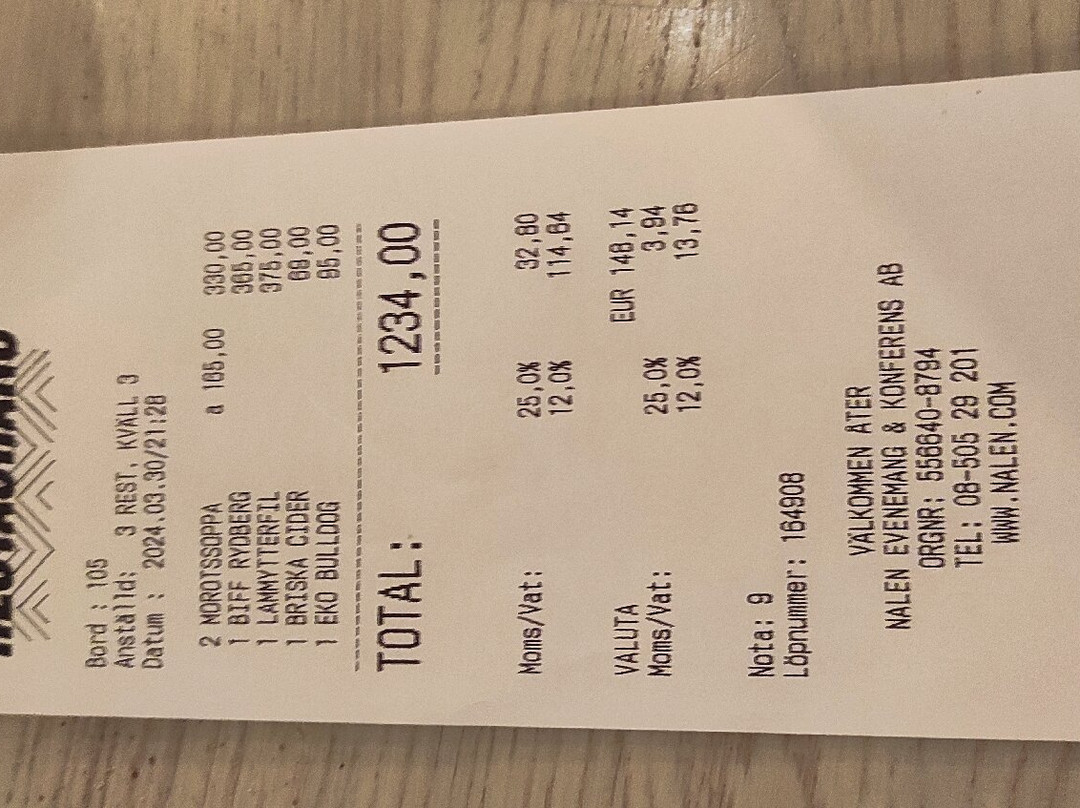 Bord : 105
Anställd: 3 REST. KVÄLL 3
Datum : 2024.03.30/21:28
2 MOROTSSOPPA a 165,00 330,00
1 BIFF RYDBERG 365,00
1 LAMMYTTERFIL 375,00
1 BRISKA CIDER 69,00
1 EKO BULLDOG 95,00
TOTAL: 1234,00
Moms/Vat: 25,0% 32,80
12,0% 114,64
VALUTA EUR 148,14
Moms/Vat: 25,0% 3,94
12,0% 13,76
Nota: 9
Löpnummer: 164908
VÄLKOMMEN ÅTER
NALEN EVENEMANG & KONFERENS AB
ORGNR: 556640-8794
TEL: 08-505 29 201
WWW.NALEN.COM